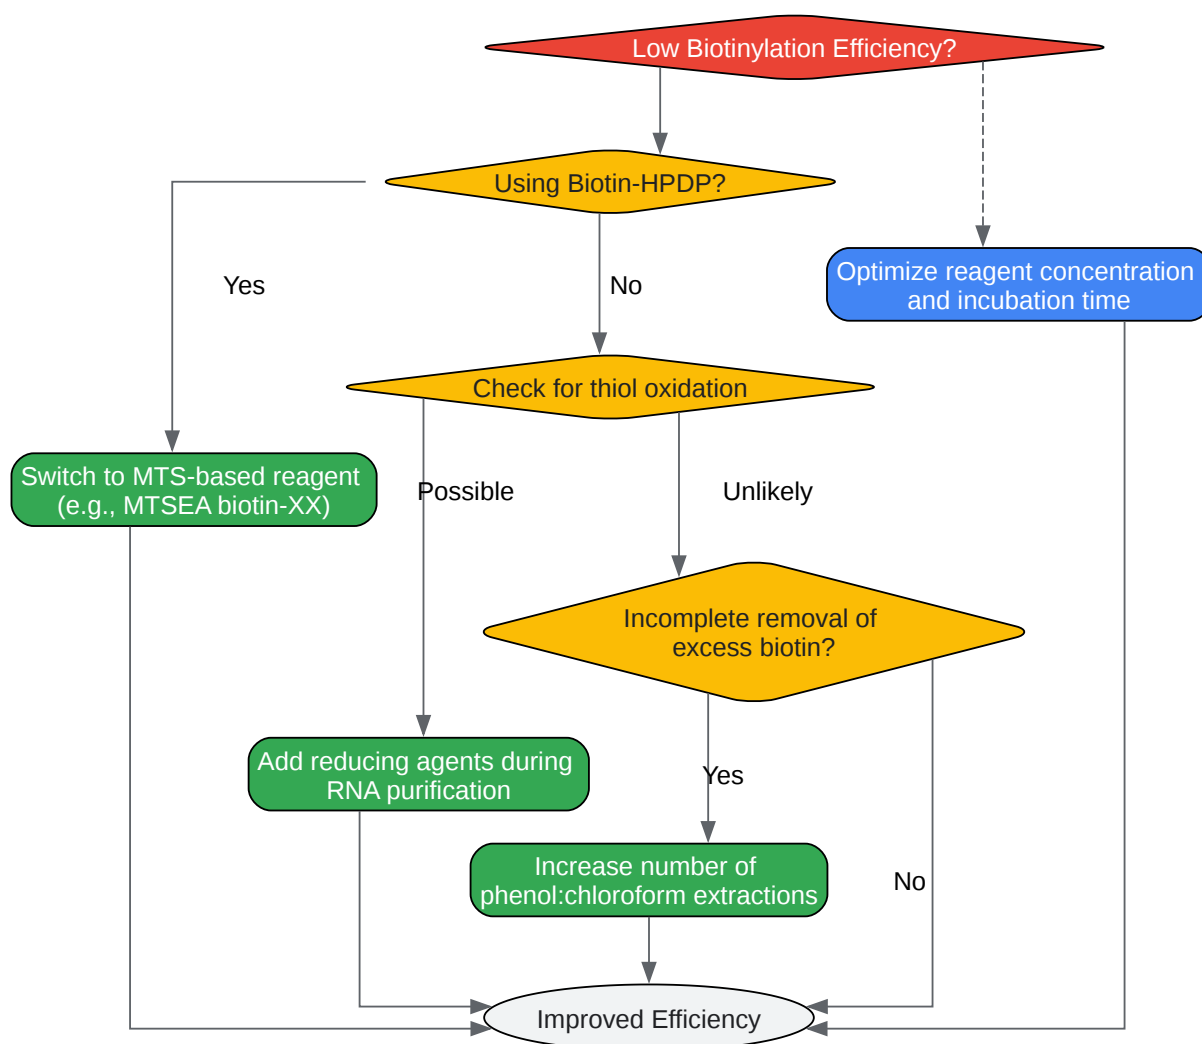 Low Biotinylation Efficiency?
Using Biotin-HPDP?
Optimize reagent concentration
and incubation time
Yes
No
Check for thiol oxidation
Switch to MTS-based reagent
(e.g., MTSEA biotin-XX)
Possible
Unlikely
Incomplete removal of
excess biotin?
Add reducing agents during
RNA purification
Yes
Increase number of
phenol:chloroform extractions
No
Improved Efficiency